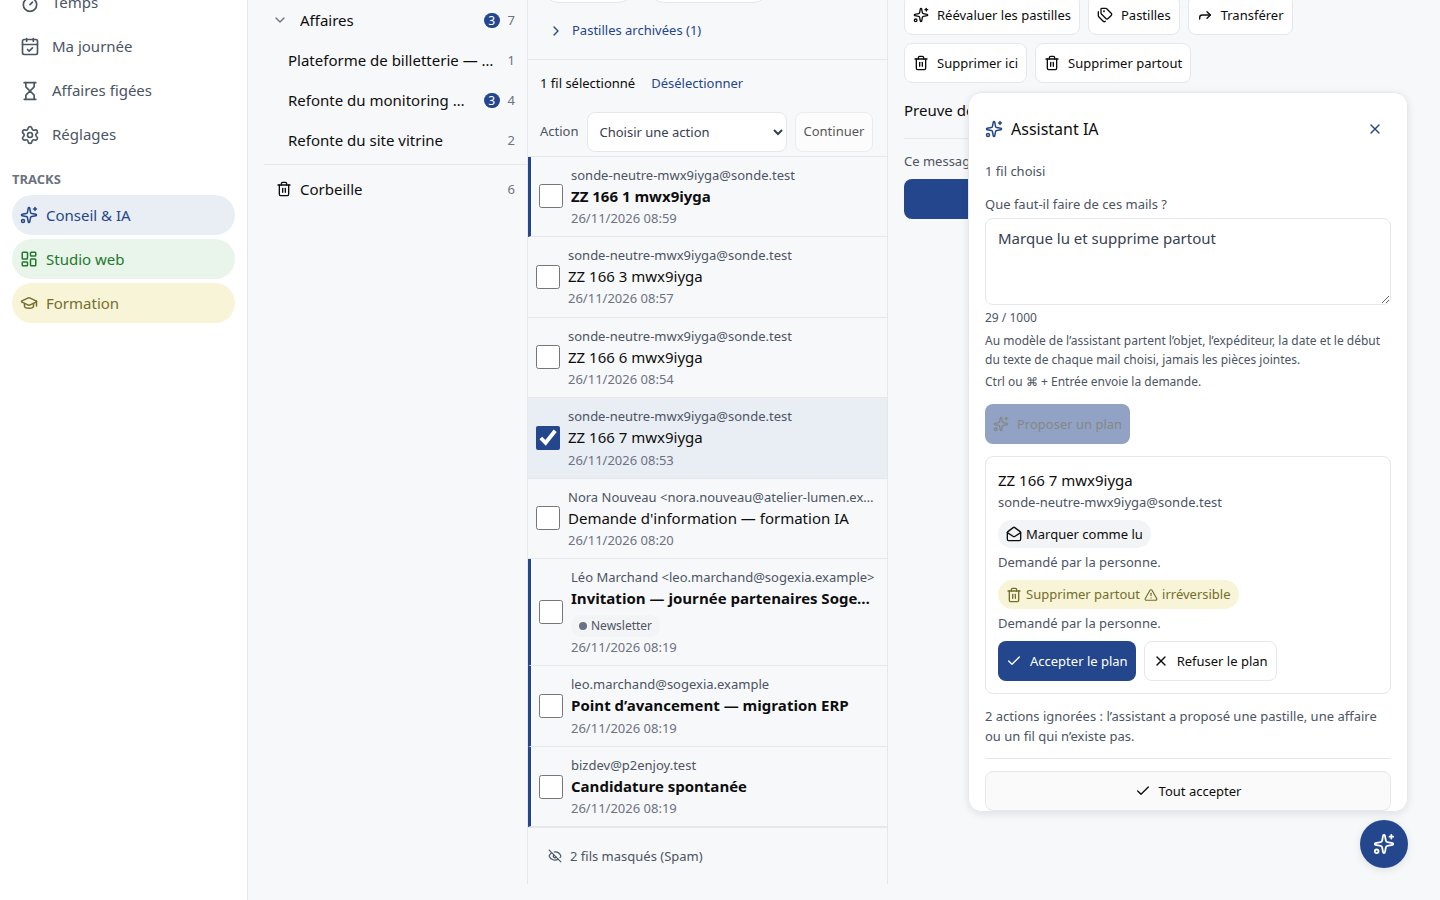 Temps
Ma journée
Affaires figées
Réglages
TRACKS
Conseil & IA
Studio web
Formation
Affaires 3 7
Plateforme de billetterie — ... 1
Refonte du monitoring ... 3 4
Refonte du site vitrine 2
Corbeille 6
Pastilles archivées (1)
1 fil sélectionné Désélectionner
Action Choisir une action Continuer
sonde-neutre-mwx9iyga@sonde.test
ZZ 166 1 mwx9iyga
26/11/2026 08:59
sonde-neutre-mwx9iyga@sonde.test
ZZ 166 3 mwx9iyga
26/11/2026 08:57
sonde-neutre-mwx9iyga@sonde.test
ZZ 166 6 mwx9iyga
26/11/2026 08:54
sonde-neutre-mwx9iyga@sonde.test
ZZ 166 7 mwx9iyga
26/11/2026 08:53
Nora Nouveau <nora.nouveau@atelier-lumen.ex...
Demande d'information — formation IA
26/11/2026 08:20
Léo Marchand <leo.marchand@sogexia.example>
Invitation — journée partenaires Soge...
Newsletter
26/11/2026 08:19
leo.marchand@sogexia.example
Point d’avancement — migration ERP
26/11/2026 08:19
bizdev@p2enjoy.test
Candidature spontanée
26/11/2026 08:19
2 fils masqués (Spam)
Réévaluer les pastilles Pastilles Transférer
Supprimer ici Supprimer partout
Preuve d
Ce messag
Assistant IA
1 fil choisi
Que faut-il faire de ces mails ?
Marque lu et supprime partout
29 / 1000
Au modèle de l’assistant partent l’objet, l’expéditeur, la date et le début
du texte de chaque mail choisi, jamais les pièces jointes.
Ctrl ou ⌘ + Entrée envoie la demande.
Proposer un plan
ZZ 166 7 mwx9iyga
sonde-neutre-mwx9iyga@sonde.test
Marquer comme lu
Demandé par la personne.
Supprimer partout irréversible
Demandé par la personne.
Accepter le plan Refuser le plan
2 actions ignorées : l’assistant a proposé une pastille, une affaire
ou un fil qui n’existe pas.
Tout accepter